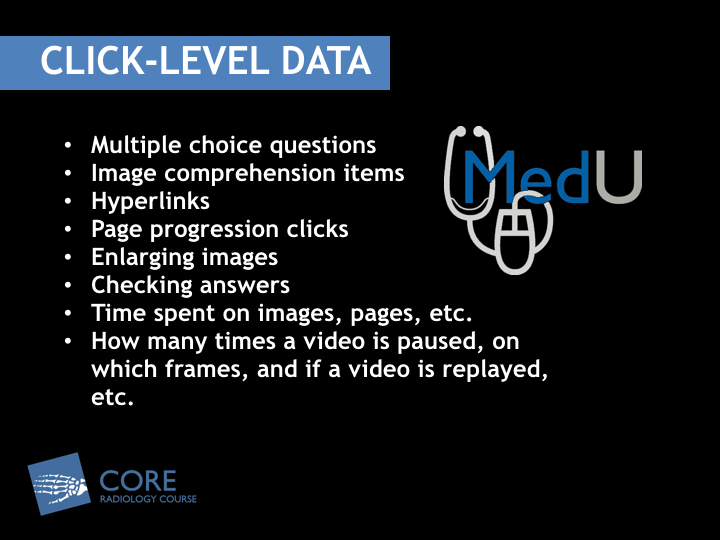 CLICK-LEVEL DATA
• Multiple choice questions
• Image comprehension items
• Hyperlinks
• Page progression clicks
• Enlarging images
• Checking answers
• Time spent on images, pages, etc.
• How many times a video is paused, on
which frames, and if a video is replayed,
etc.
MedU
CORE
RADIOLOGY COURSE